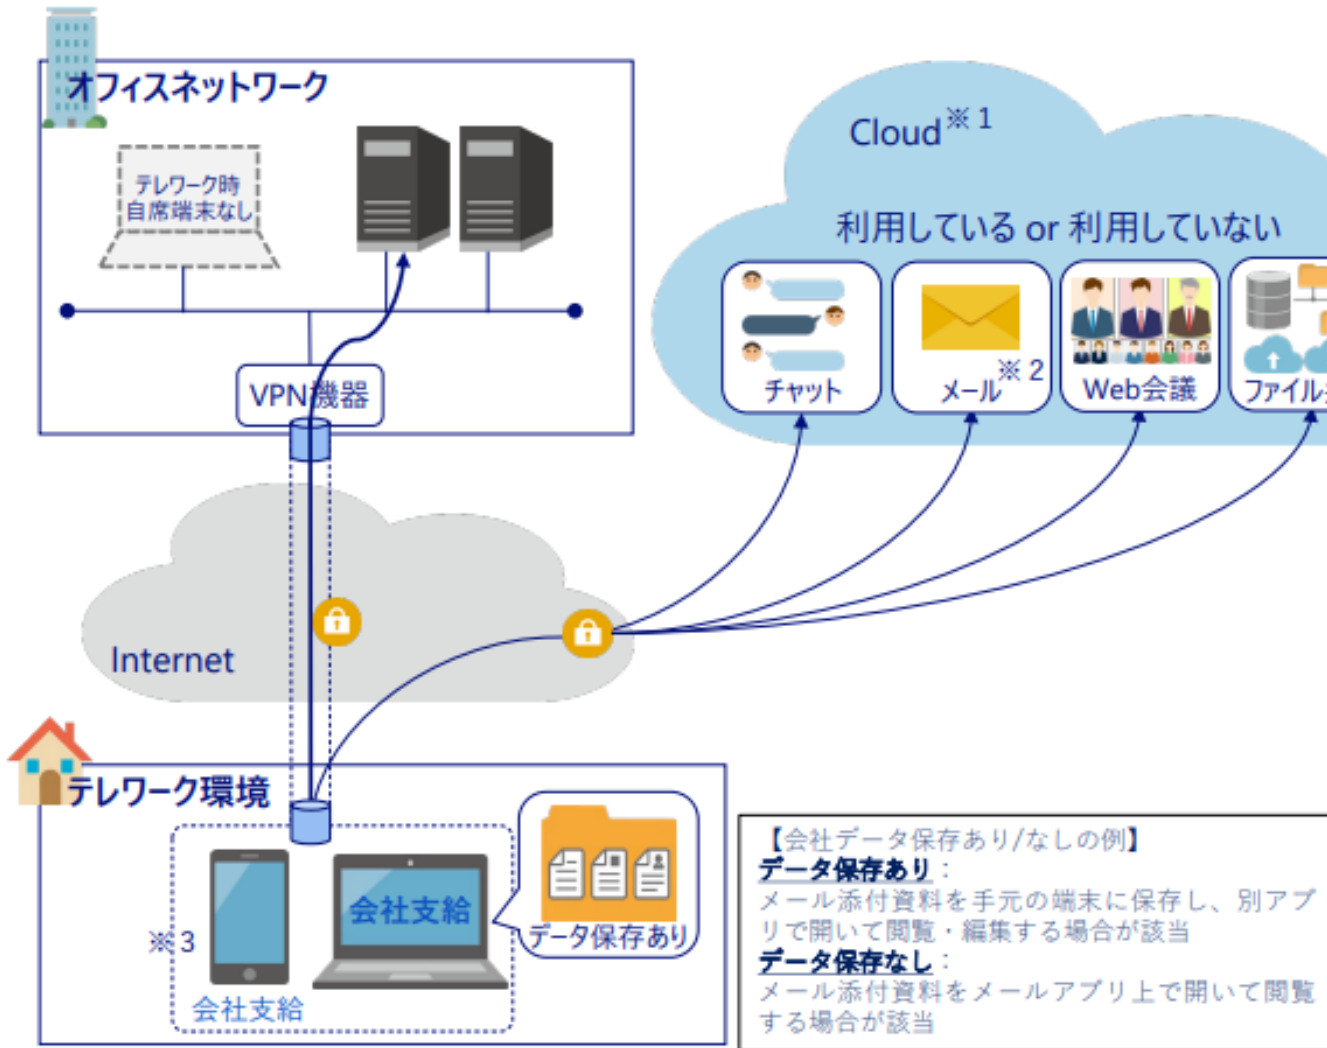 オフィスネットワーク
テレワーク時
自席端末なし
VPN機器
Cloud※1
利用している or 利用していない
チャット
メール※2
Web会議
ファイル
Internet
テレワーク環境
※3
会社支給
会社支給
データ保存あり
【会社データ保存あり/なしの例】
データ保存あり：
メール添付資料を手元の端末に保存し、別アプ
リで開いて閲覧・編集する場合が該当
データ保存なし：
メール添付資料をメールアプリ上で開いて閲覧
する場合が該当